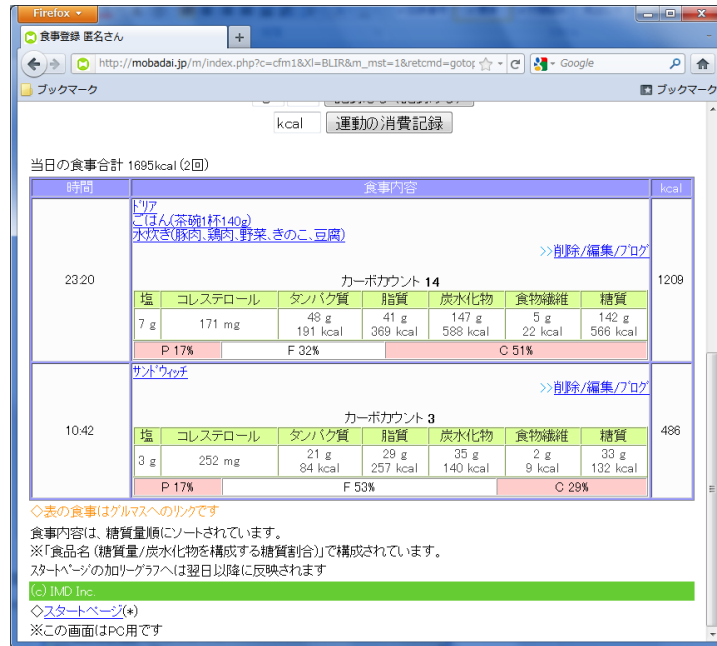 Firefox
食事登録 匿名さん
http://mobadai.jp/m/index.php?c=cfm1&Xl=BLIR&m_mst=1&retcmd=gotop
Google
ブックマーク
ブックマーク
kcal 運動の消費記録
当日の食事合計 1695kcal (2回)
時間 食事内容 kcal
ﾄﾞﾘｱ
ごはん(茶碗1杯140g)
水炊き(豚肉、鶏肉、野菜、きのこ、豆腐)
>>削除/編集/ﾌﾞﾛｸﾞ
23:20 1209
カーボカウント 14
塩 コレステロール タンパク質 脂質 炭水化物 食物繊維 糖質
7 g 171 mg 48 g 41 g 147 g 5 g 142 g
191 kcal 369 kcal 588 kcal 22 kcal 566 kcal
P 17% F 32% C 51%
ｻﾝﾄﾞｳｨｯﾁ
>>削除/編集/ﾌﾞﾛｸﾞ
10:42 486
カーボカウント 3
塩 コレステロール タンパク質 脂質 炭水化物 食物繊維 糖質
3 g 252 mg 21 g 29 g 35 g 2 g 33 g
84 kcal 257 kcal 140 kcal 9 kcal 132 kcal
P 17% F 53% C 29%
◇表の食事はｸﾞﾙﾏｽへのﾘﾝｸです
食事内容は、糖質量順にソートされています。
※「食品名 (糖質量/炭水化物を構成する糖質割合)」で構成されています。
ｽﾀｰﾄﾍﾟｰｼﾞのｶﾛﾘｰｸﾞﾗﾌへは翌日以降に反映されます
(c) IMD Inc.
◇スタートページ(*)
※この画面はPC用です